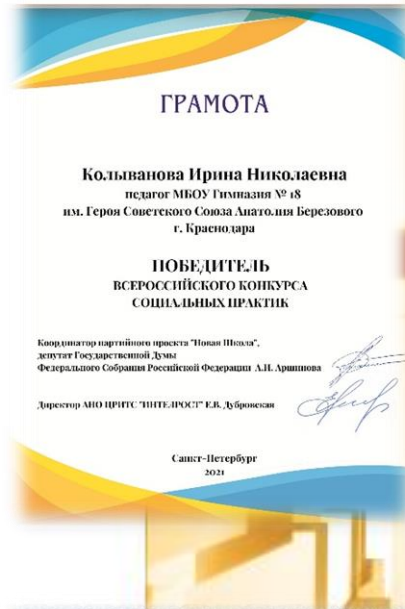 ГРАМОТА
Колыванова Ирина Николаевна
педагог МБОУ Гимназия № 18
им. Героя Советского Союза Анатолия Березового
г. Краснодара
ПОБЕДИТЕЛЬ
ВСЕРОССИЙСКОГО КОНКУРСА
СОЦИАЛЬНЫХ ПРАКТИК
Координатор партийного проекта "Новая Школа",
депутат Государственной Думы
Федерального Собрания Российской Федерации А.И. Аршинова
Директор АНО ЦРИТС "ИНТЕЛРОСТ" Е.В. Дубровская
Санкт-Петербург
2021